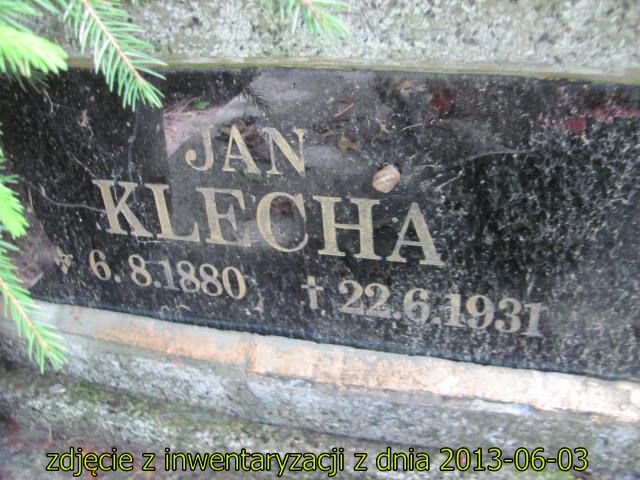 JAN
KLECHA
* 6.8.1880 † 22.6.1931
zdjęcie z inwentaryzacji z dnia 2013-06-03